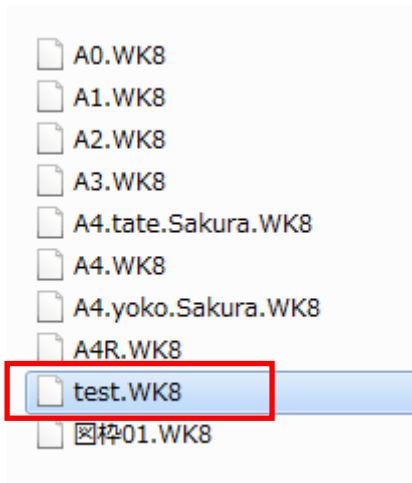 A0.WK8
A1.WK8
A2.WK8
A3.WK8
A4.tate.Sakura.WK8
A4.WK8
A4.yoko.Sakura.WK8
A4R.WK8
test.WK8
図枠01.WK8